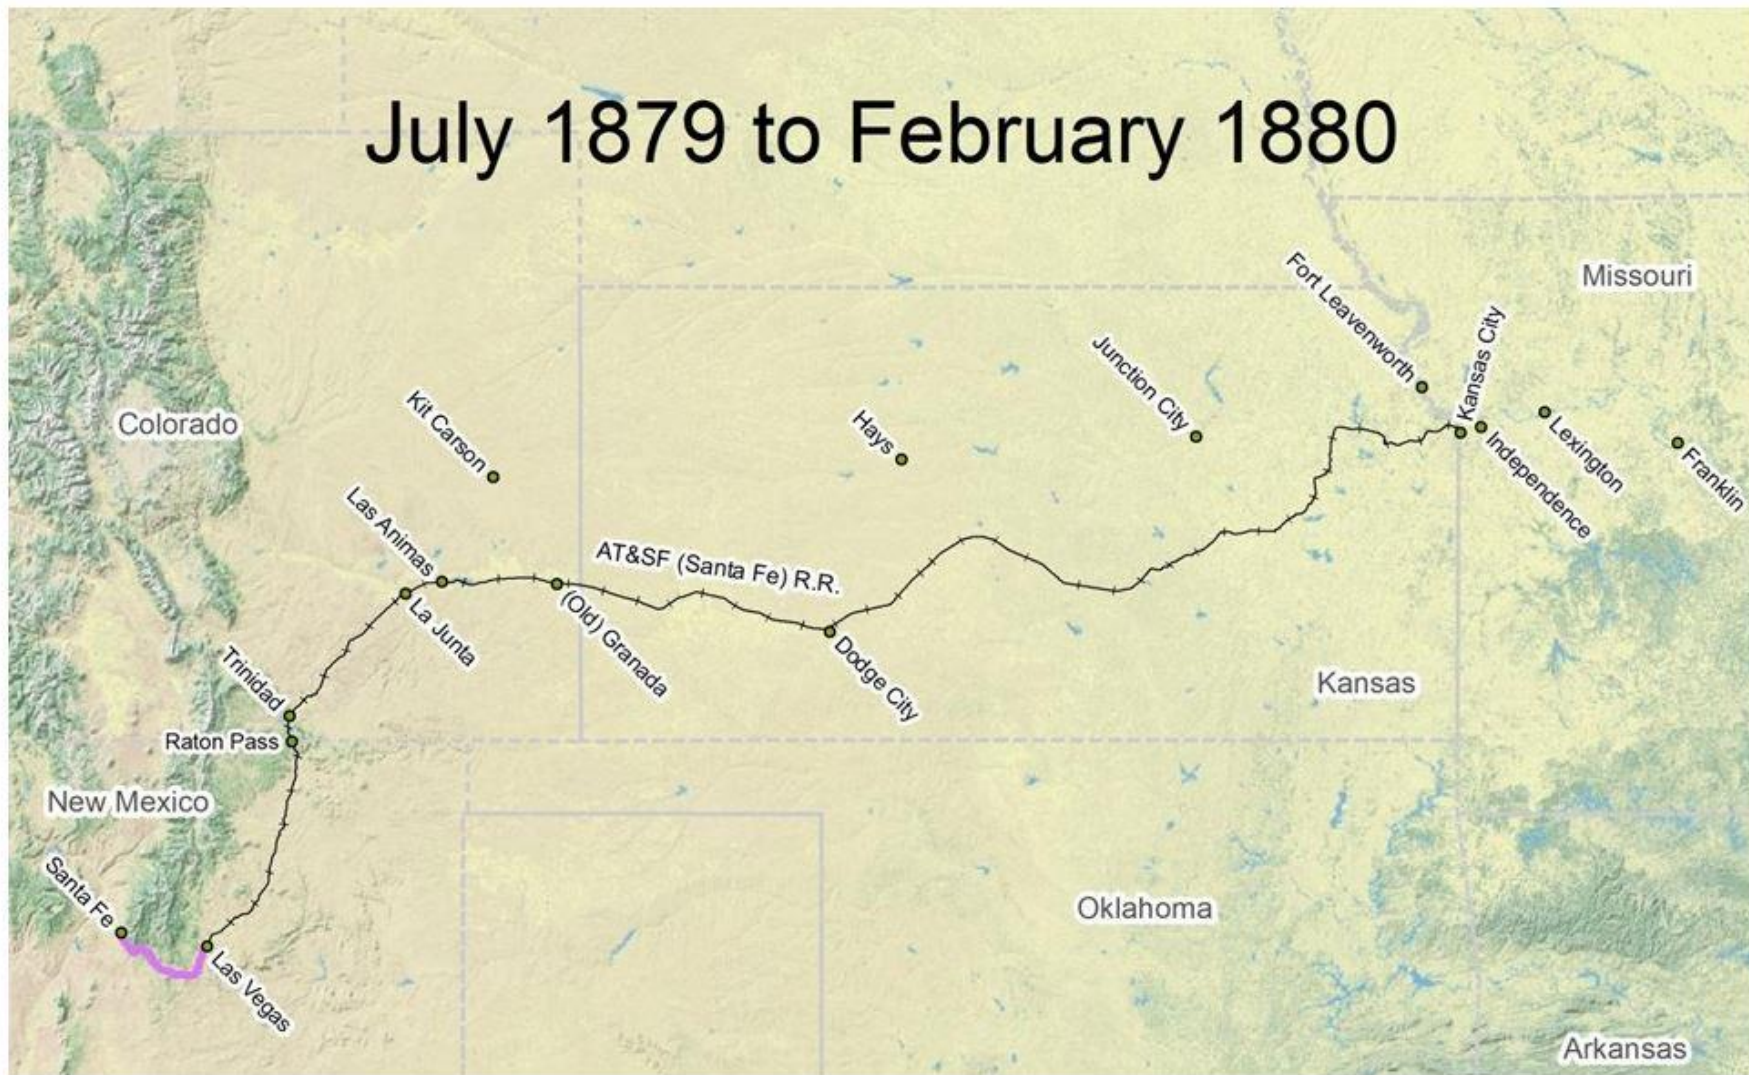 July 1879 to February 1880
Missouri
Fort Leavenworth
Kansas City
Junction City
Colorado
Kit Carson
Hays
Lexington
Franklin
Independence
Las Animas
AT&SF (Santa Fe) R.R.
La Junta
(Old) Granada
Dodge City
Trinidad
Kansas
Raton Pass
New Mexico
Santa Fe
Las Vegas
Oklahoma
Arkansas